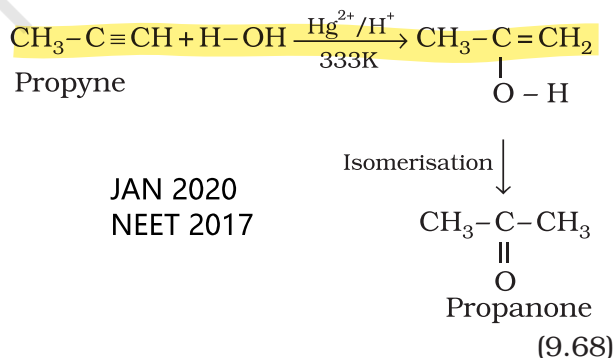 Hg²⁺/H⁺
CH₃–C≡CH + H–OH ⟶ CH₃–C=CH₂
333K
Propyne
O – H
Isomerisation
JAN 2020
NEET 2017
CH₃–C–CH₃
O
Propanone
(9.68)